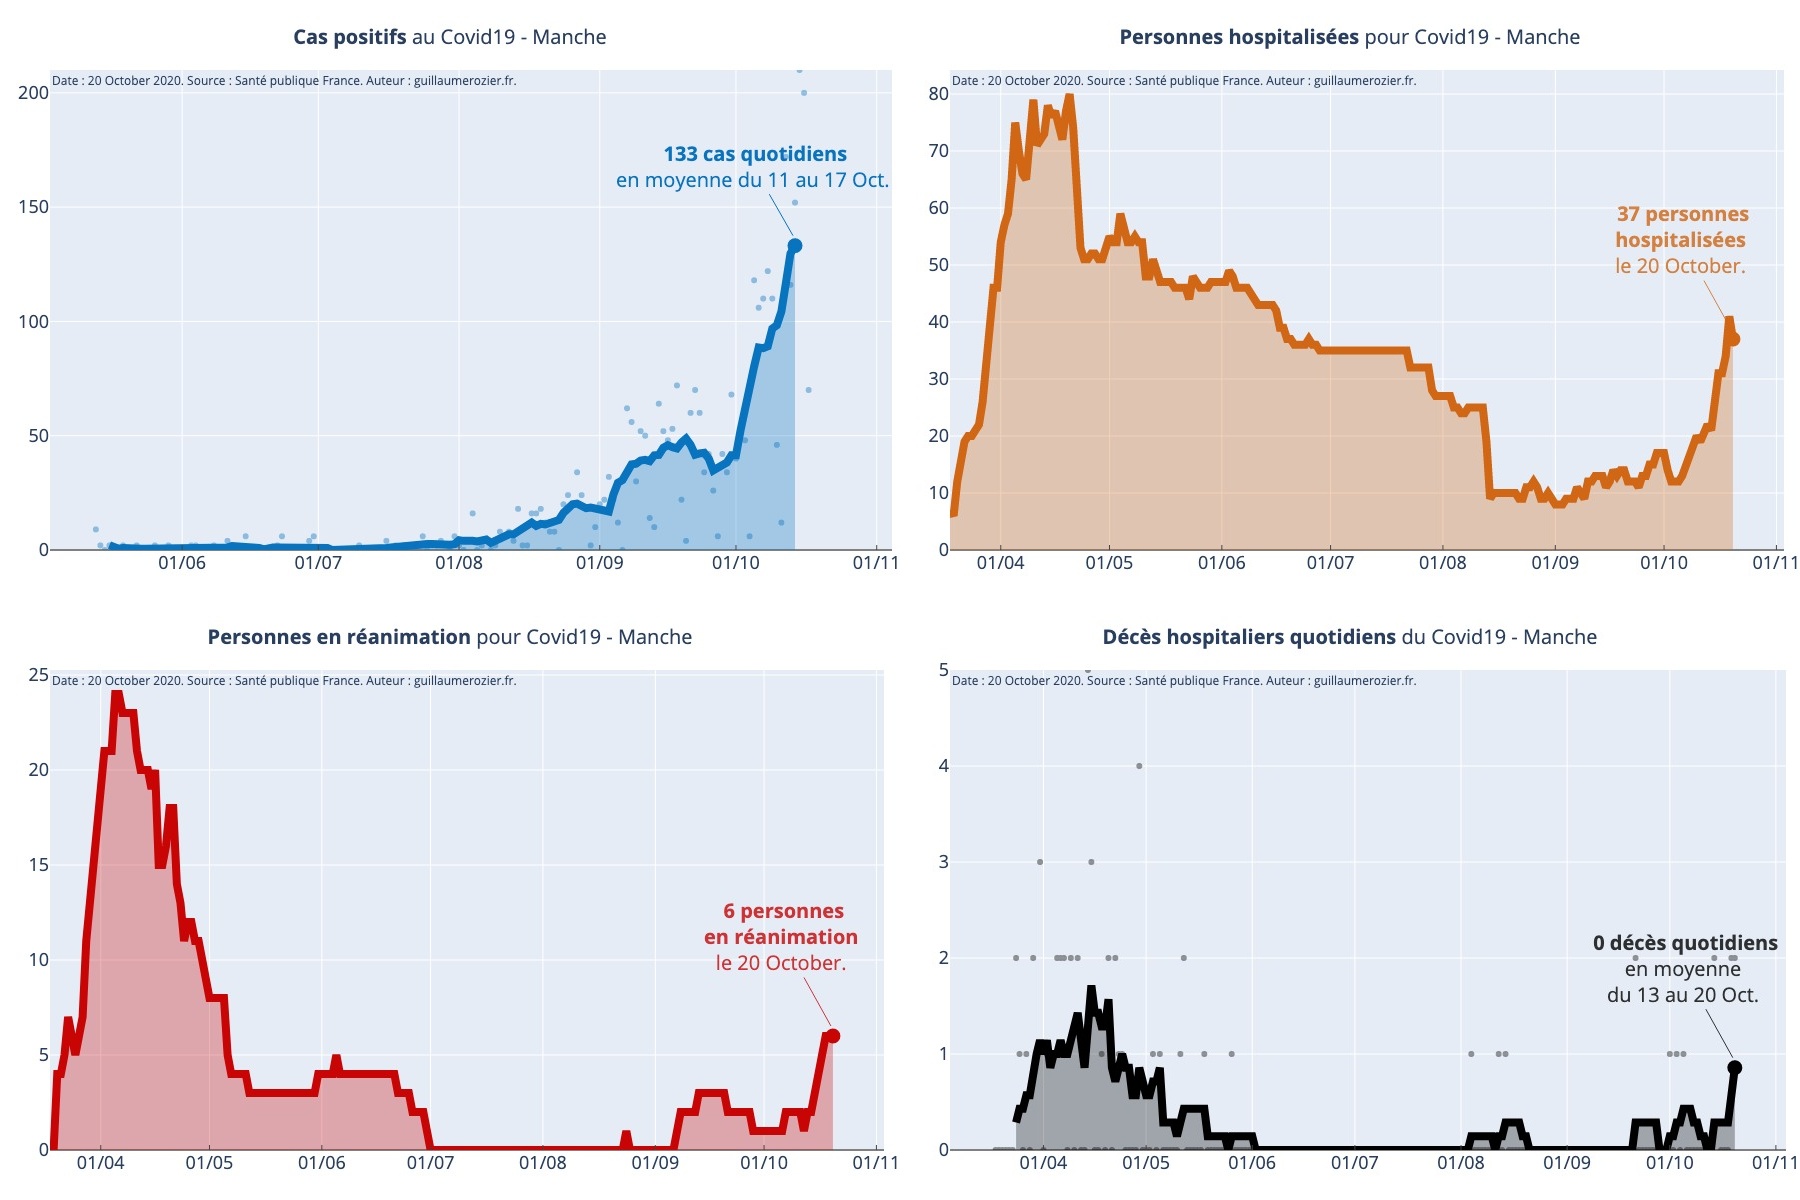 Cas positifs au Covid19 - Manche
Date : 20 October 2020. Source : Santé publique France. Auteur : guillaumerozier.fr.
200
150
100
50
0
133 cas quotidiens
en moyenne du 11 au 17 Oct.
01/06 01/07 01/08 01/09 01/10 01/11
Personnes hospitalisées pour Covid19 - Manche
Date : 20 October 2020. Source : Santé publique France. Auteur : guillaumerozier.fr.
80
70
60
50
40
30
20
10
0
37 personnes
hospitalisées
le 20 October.
01/04 01/05 01/06 01/07 01/08 01/09 01/10 01/11
Personnes en réanimation pour Covid19 - Manche
Date : 20 October 2020. Source : Santé publique France. Auteur : guillaumerozier.fr.
25
20
15
10
5
0
6 personnes
en réanimation
le 20 October.
01/04 01/05 01/06 01/07 01/08 01/09 01/10 01/11
Décès hospitaliers quotidiens du Covid19 - Manche
Date : 20 October 2020. Source : Santé publique France. Auteur : guillaumerozier.fr.
5
4
3
2
1
0
0 décès quotidiens
en moyenne
du 13 au 20 Oct.
01/04 01/05 01/06 01/07 01/08 01/09 01/10 01/11